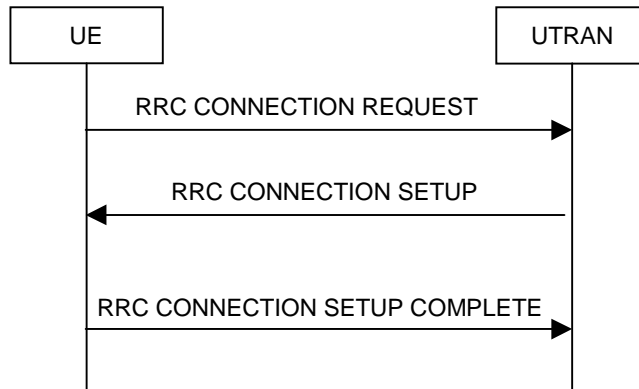 UE
UTRAN
RRC CONNECTION REQUEST
RRC CONNECTION SETUP
RRC CONNECTION SETUP COMPLETE